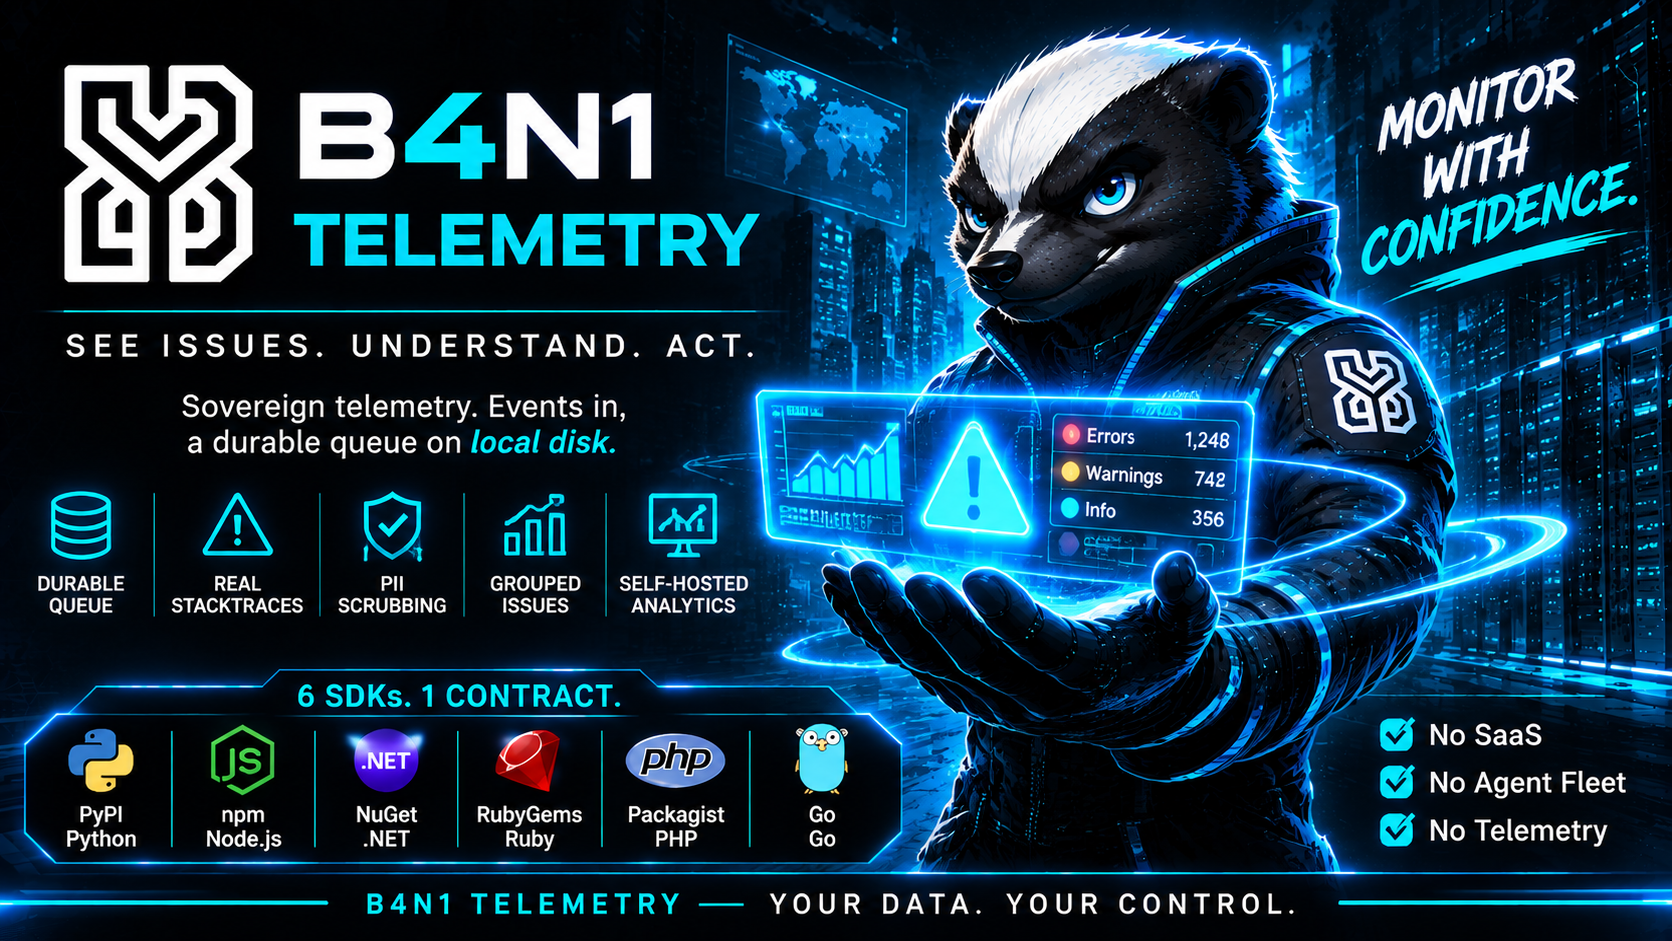 B4N1
TELEMETRY
SEE ISSUES. UNDERSTAND. ACT.
Sovereign telemetry. Events in,
a durable queue on local disk.
DURABLE
QUEUE
REAL
STACKTRACES
PII
SCRUBBING
GROUPED
ISSUES
SELF-HOSTED
ANALYTICS
6 SDKs. 1 CONTRACT.
PyPI
Python
JS
npm
Node.js
.NET
NuGet
.NET
RubyGems
Ruby
php
Packagist
PHP
Go
Go
MONITOR
WITH
CONFIDENCE.
Errors 1,248
Warnings 742
Info 356
No SaaS
No Agent Fleet
No Telemetry
B4N1 TELEMETRY — YOUR DATA. YOUR CONTROL.